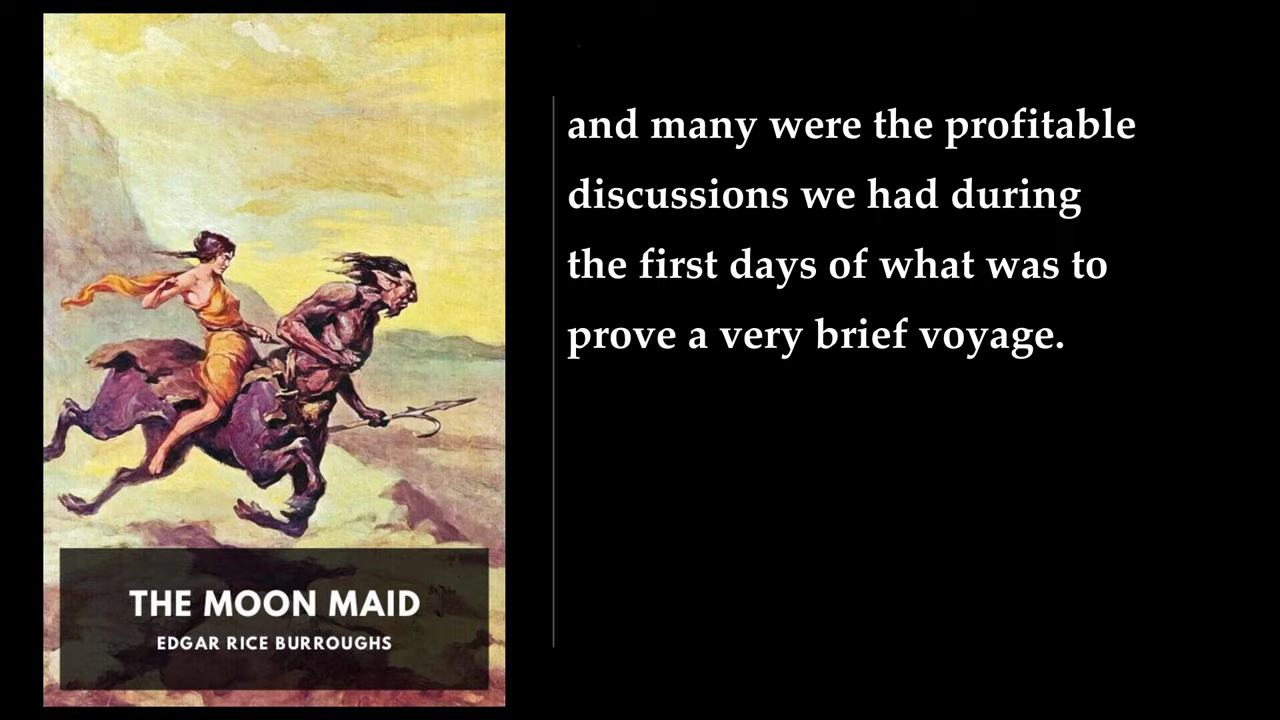 and many were the profitable
discussions we had during
the first days of what was to
prove a very brief voyage.
THE MOON MAID
EDGAR RICE BURROUGHS